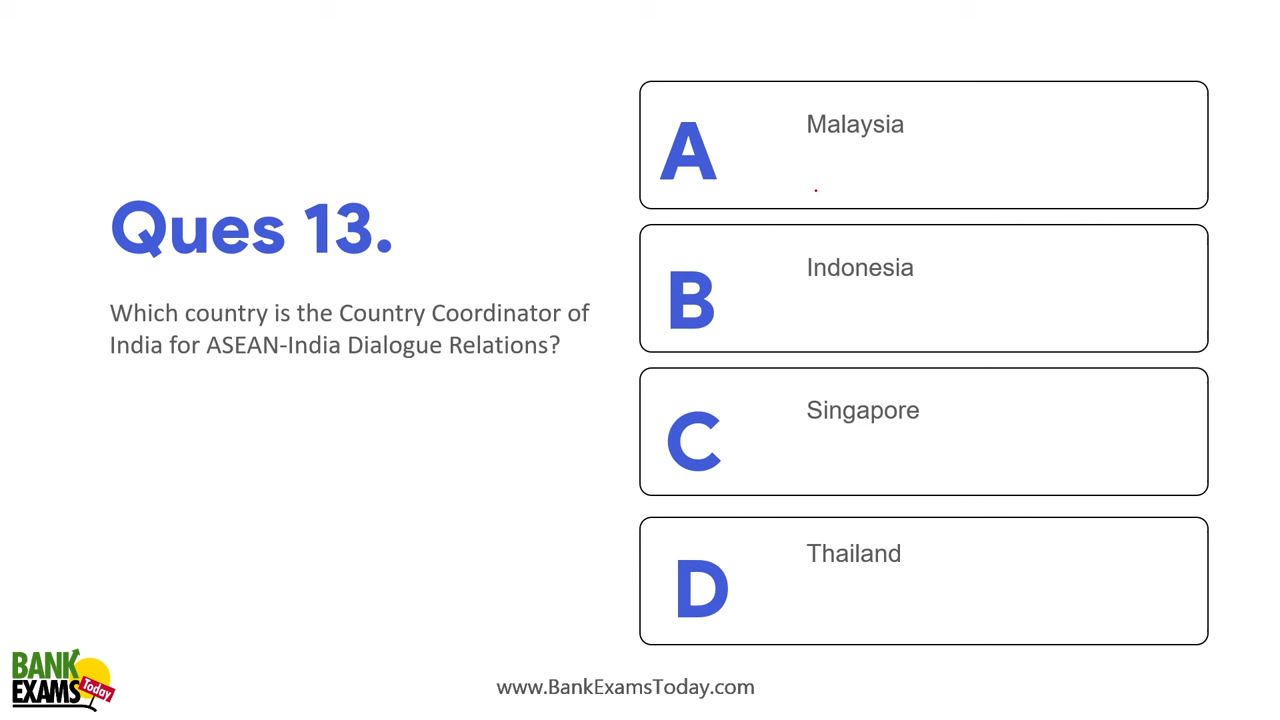 Ques 13.
Which country is the Country Coordinator of
India for ASEAN-India Dialogue Relations?
A
Malaysia
B
Indonesia
C
Singapore
D
Thailand
BANK
EXAMS
Today
www.BankExamsToday.com